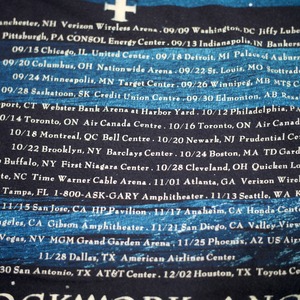 anchester, NH Verizon Wireless Arena . 09/09 Washington, DC Jiffy Lube
Pittsburgh, PA CONSOL Energy Center . 09/13 Indianapolis, IN Bankers
09/15 Chicago, IL United Center . 09/18 Detroit, MI Palace of Auburn
09/20 Columbus, OH Nationwide Arena . 09/22 St. Louis, MO Scottrade
09/24 Minneapolis, MN Target Center . 09/26 Winnipeg, MB MTS C
09/28 Saskatoon, SK Credit Union Centre . 09/30 Edmonton, AB Rexa
port, CT Webster Bank Arena at Harbor Yard . 10/12 Philadelphia, PA
0/14 Toronto, ON Air Canada Centre . 10/16 Toronto, ON Air Canad
10/18 Montreal, QC Bell Centre . 10/20 Newark, NJ Prudential Ce
10/22 Brooklyn, NY Barclays Center . 10/24 Boston, MA TD Gard
o Buffalo, NY First Niagara Center . 10/28 Cleveland, OH Quicken Lo
te, NC Time Warner Cable Arena . 11/01 Atlanta, GA Verizon Wirel
Tampa, FL 1-800-ASK-GARY Amphitheater . 11/13 Seattle, WA K
11/15 San Jose, CA HP Pavilion . 11/17 Anaheim, CA Honda Cent
ngeles, CA Gibson Amphitheatre . 11/21 San Diego, CA Valley View
Vegas, NV MGM Grand Garden Arena . 11/25 Phoenix, AZ US Air
11/28 Dallas, TX American Airlines Center
30 San Antonio, TX AT&T Center . 12/02 Houston, TX Toyota Ce